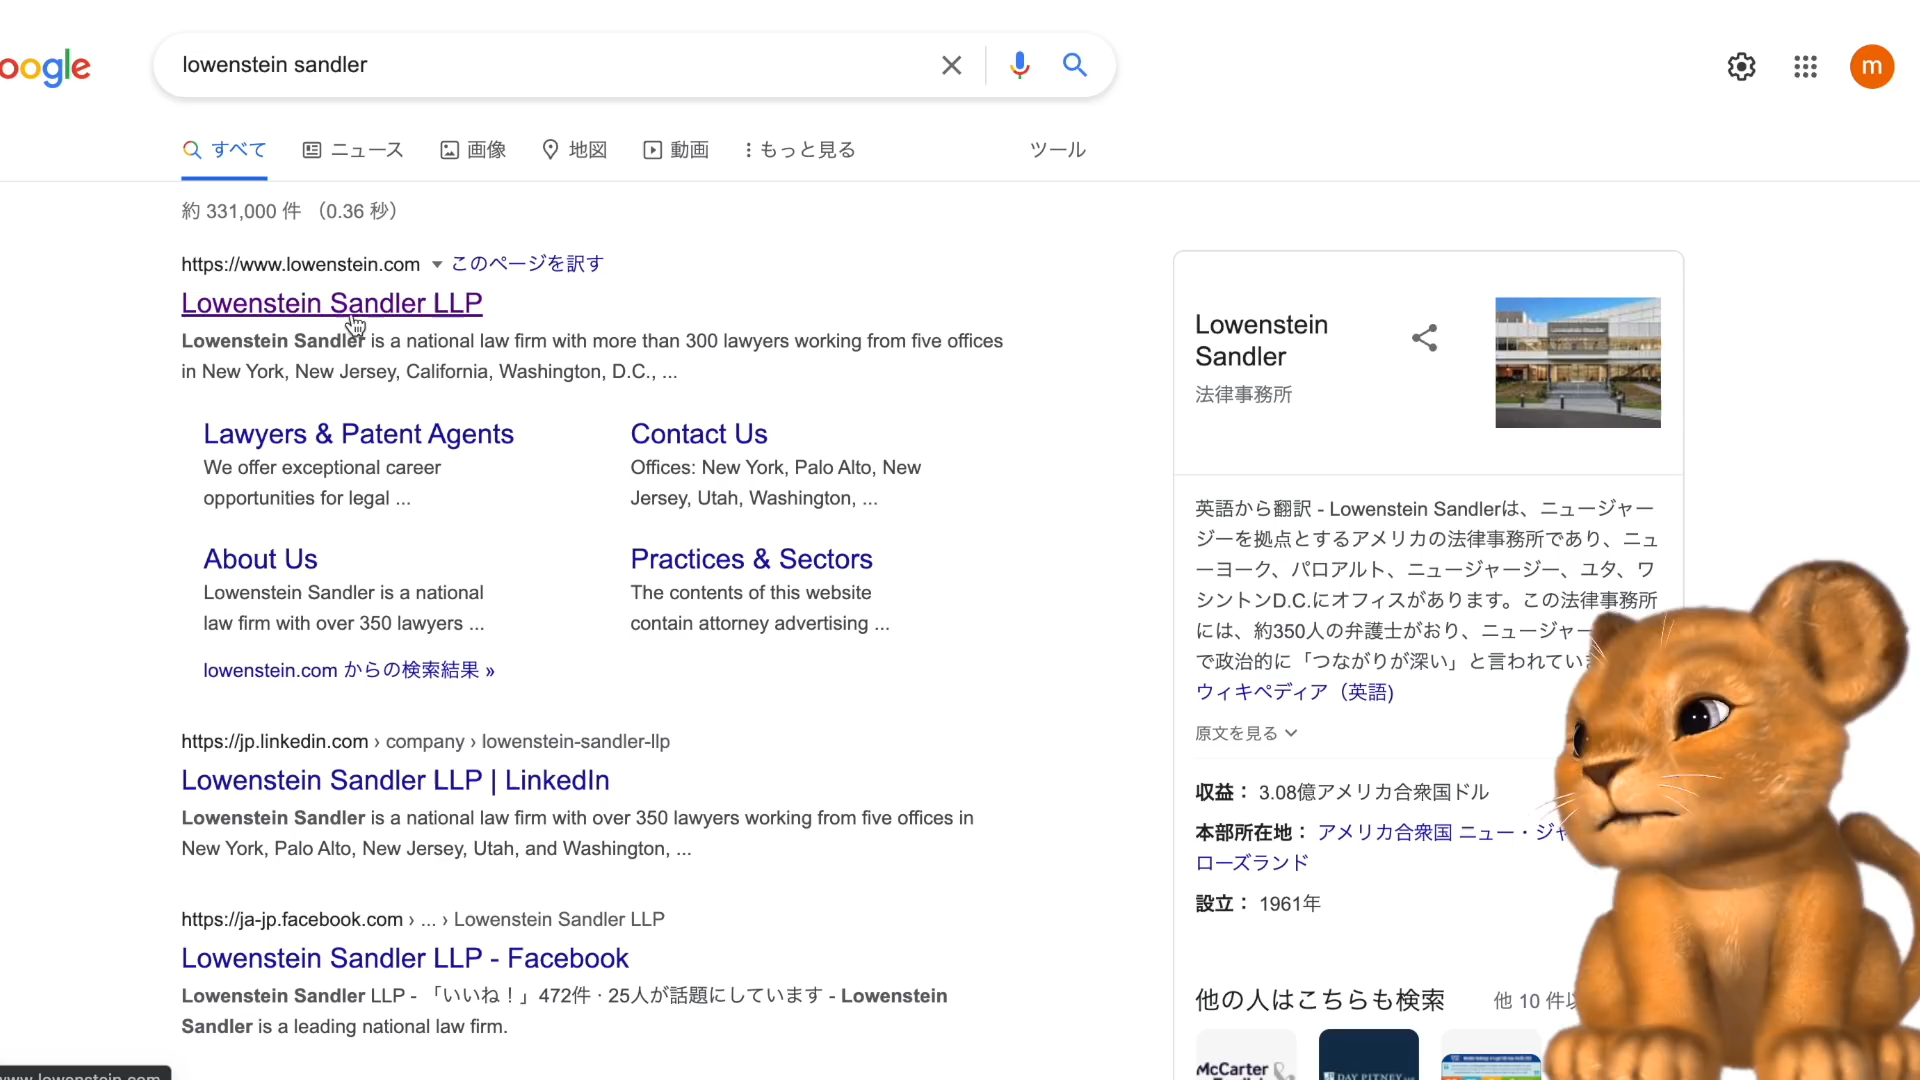 oogle
lowenstein sandler
m
すべて ニュース 画像 地図 動画 もっと見る ツール
約 331,000 件 （0.36 秒）
https://www.lowenstein.com このページを訳す
Lowenstein Sandler LLP
Lowenstein Sandler is a national law firm with more than 300 lawyers working from five offices
in New York, New Jersey, California, Washington, D.C., ...
Lawyers & Patent Agents
We offer exceptional career
opportunities for legal ...
Contact Us
Offices: New York, Palo Alto, New
Jersey, Utah, Washington, ...
About Us
Lowenstein Sandler is a national
law firm with over 350 lawyers ...
Practices & Sectors
The contents of this website
contain attorney advertising ...
lowenstein.com からの検索結果 »
https://jp.linkedin.com › company › lowenstein-sandler-llp
Lowenstein Sandler LLP | LinkedIn
Lowenstein Sandler is a national law firm with over 350 lawyers working from five offices in
New York, Palo Alto, New Jersey, Utah, and Washington, ...
https://ja-jp.facebook.com › ... › Lowenstein Sandler LLP
Lowenstein Sandler LLP - Facebook
Lowenstein Sandler LLP - 「いいね！」472件 · 25人が話題にしています - Lowenstein
Sandler is a leading national law firm.
Lowenstein
Sandler
法律事務所
英語から翻訳 - Lowenstein Sandlerは、ニュージャー
ジーを拠点とするアメリカの法律事務所であり、ニュ
ーヨーク、パロアルト、ニュージャージー、ユタ、ワ
シントンD.C.にオフィスがあります。この法律事務所
には、約350人の弁護士がおり、ニュージャー
で政治的に「つながりが深い」と言われていま
ウィキペディア（英語)
原文を見る
収益： 3.08億アメリカ合衆国ドル
本部所在地： アメリカ合衆国 ニュー・ジャ
ローズランド
設立： 1961年
他の人はこちらも検索 他 10 件以
McCarter
DAY PITNEY
www.lowenstein.com